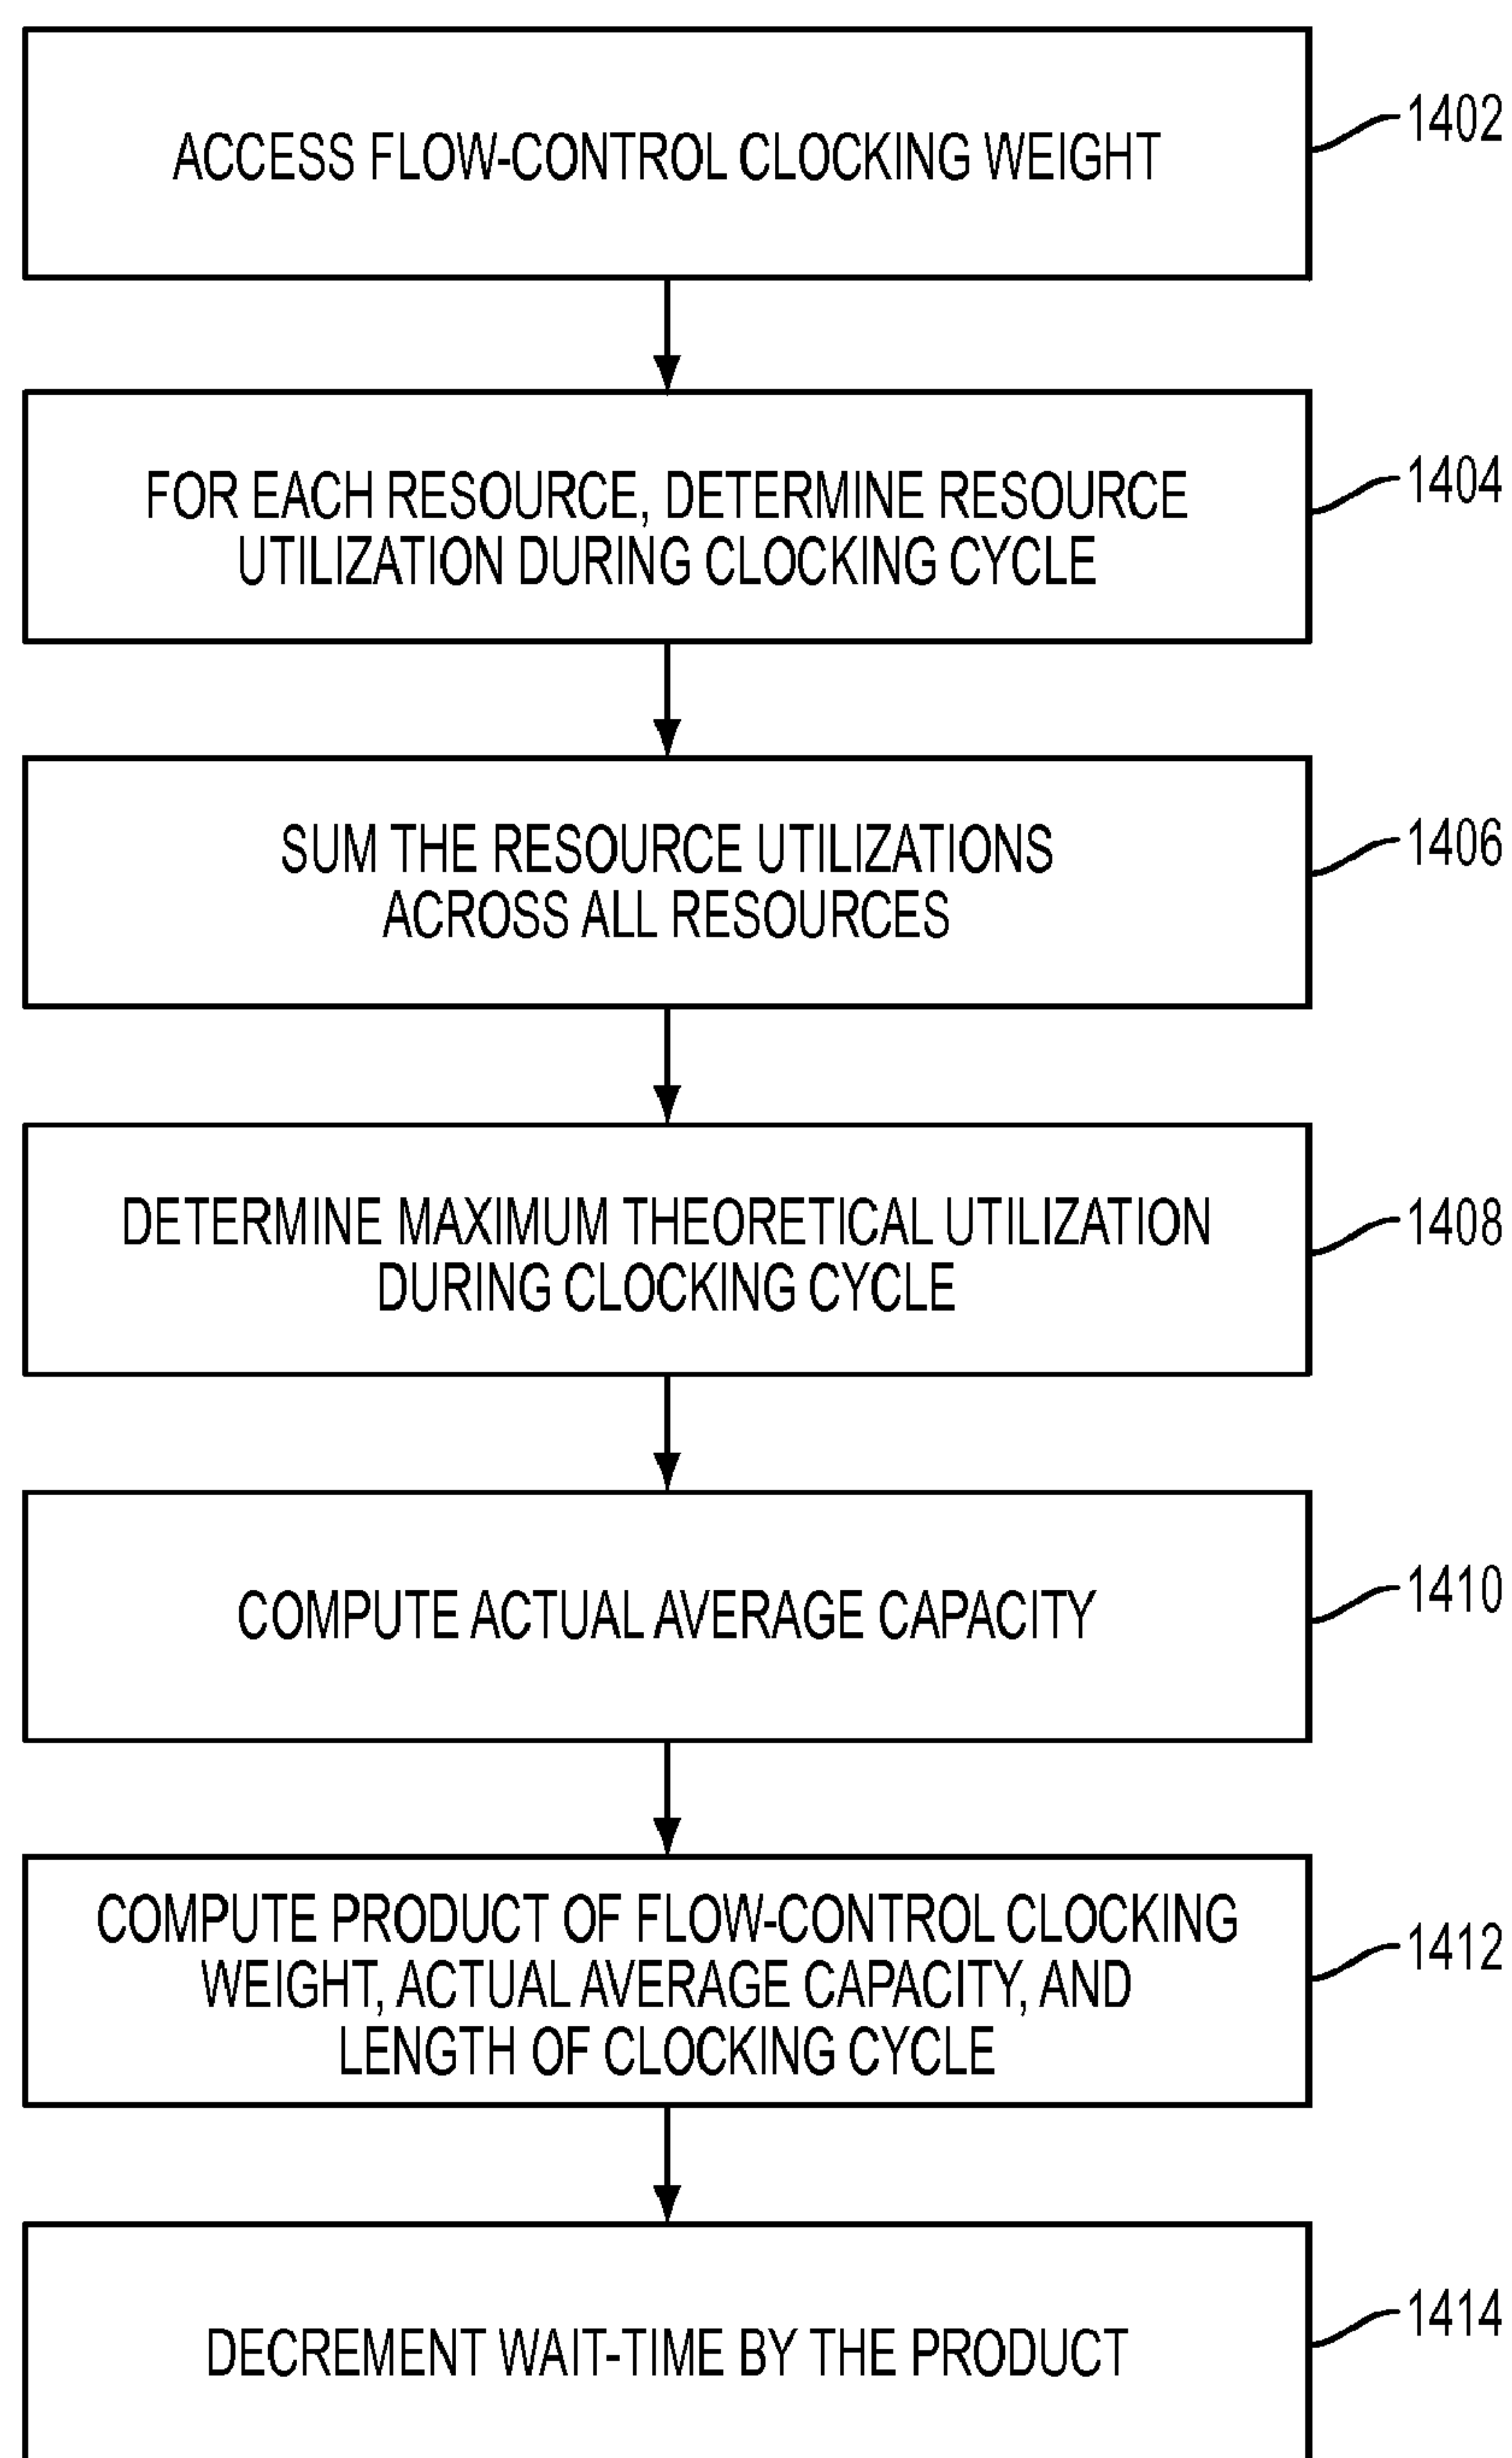 ACCESS FLOW-CONTROL CLOCKING WEIGHT
1402
FOR EACH RESOURCE, DETERMINE RESOURCE
UTILIZATION DURING CLOCKING CYCLE
1404
SUM THE RESOURCE UTILIZATIONS
ACROSS ALL RESOURCES
1406
DETERMINE MAXIMUM THEORETICAL UTILIZATION
DURING CLOCKING CYCLE
1408
COMPUTE ACTUAL AVERAGE CAPACITY
1410
COMPUTE PRODUCT OF FLOW-CONTROL CLOCKING
WEIGHT, ACTUAL AVERAGE CAPACITY, AND
LENGTH OF CLOCKING CYCLE
1412
DECREMENT WAIT-TIME BY THE PRODUCT
1414